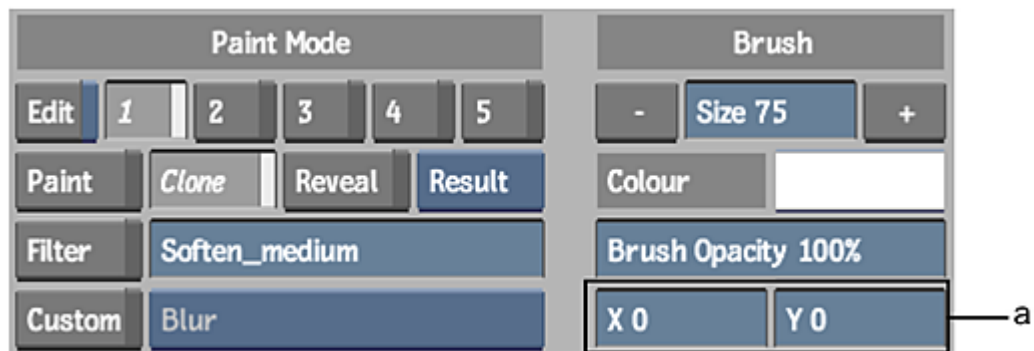 Paint Mode Brush
Edit 1 2 3 4 5 - Size 75 +
Paint Clone Reveal Result Colour
Filter Soften_medium Brush Opacity 100%
Custom Blur X 0 Y 0 a